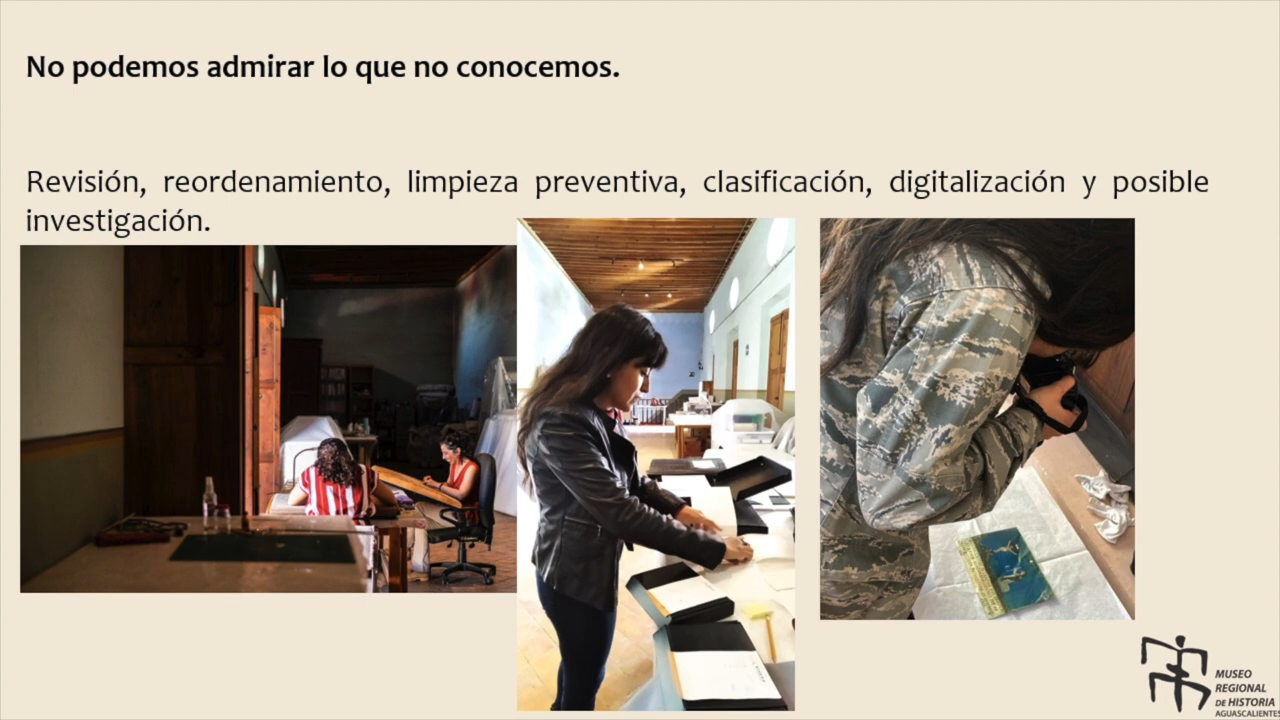 No podemos admirar lo que no conocemos.
Revisión, reordenamiento, limpieza preventiva, clasificación, digitalización y posible
investigación.
MUSEO
REGIONAL
DE HISTORIA
AGUASCALIENTES